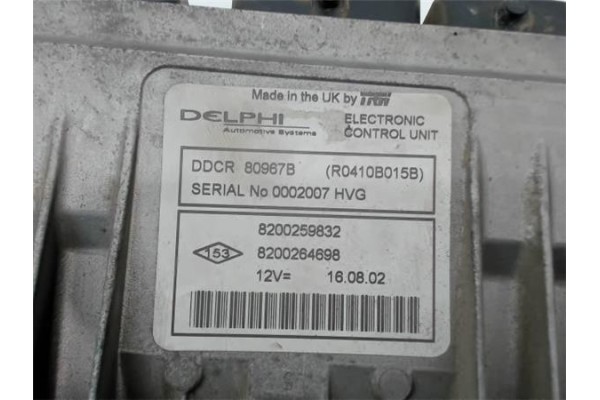 Made in the UK by TRW
DELPHI
Automotive Systems
ELECTRONIC
CONTROL UNIT
DDCR 80967B (R0410B015B)
SERIAL No 0002007 HVG
8200259832
153
8200264698
12V= 16.08.02